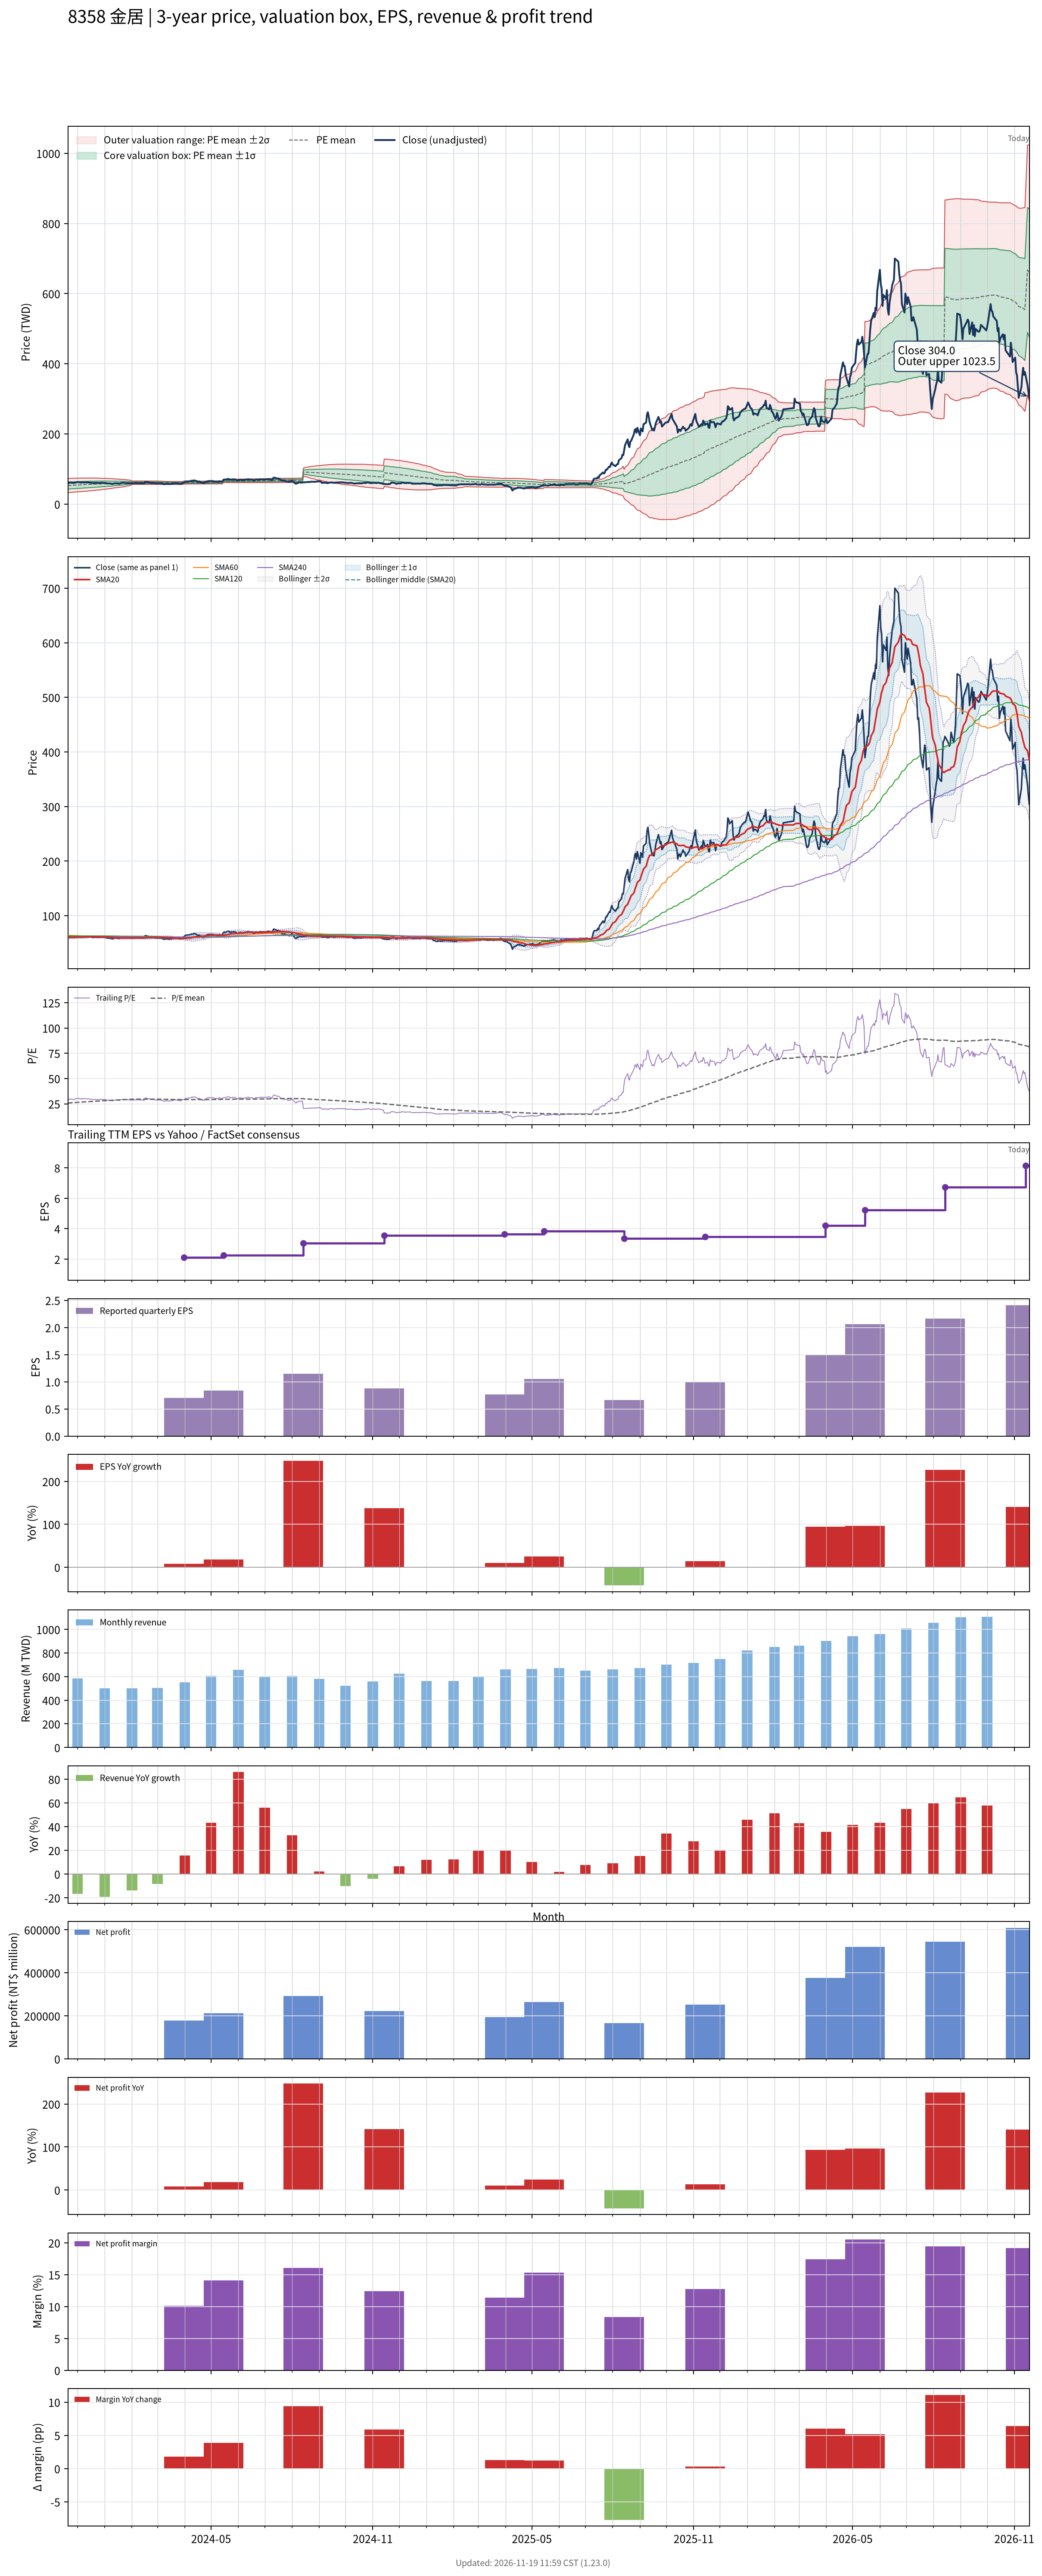 8358 金居 | 3-year price, valuation box, EPS, revenue & profit trend
Outer valuation range: PE mean ±2σ
Core valuation box: PE mean ±1σ
PE mean
Close (unadjusted)
Today
Price (TWD)
1000
800
600
400
200
0
Close 304.0
Outer upper 1023.5
Close (same as panel 1)
SMA20
SMA60
SMA120
SMA240
Bollinger ±2σ
Bollinger ±1σ
Bollinger middle (SMA20)
Price
700
600
500
400
300
200
100
Trailing P/E
P/E mean
P/E
125
100
75
50
25
Trailing TTM EPS vs Yahoo / FactSet consensus
Today
EPS
8
6
4
2
Reported quarterly EPS
EPS
2.5
2.0
1.5
1.0
0.5
0.0
EPS YoY growth
YoY (%)
200
100
0
Monthly revenue
Revenue (M TWD)
1000
800
600
400
200
0
Revenue YoY growth
YoY (%)
80
60
40
20
0
-20
Month
Net profit
Net profit (NT$ million)
600000
400000
200000
0
Net profit YoY
YoY (%)
200
100
0
Net profit margin
Margin (%)
20
15
10
5
0
Margin YoY change
Δ margin (pp)
10
5
0
-5
2024-05
2024-11
2025-05
2025-11
2026-05
2026-11
Updated: 2026-11-19 11:59 CST (1.23.0)